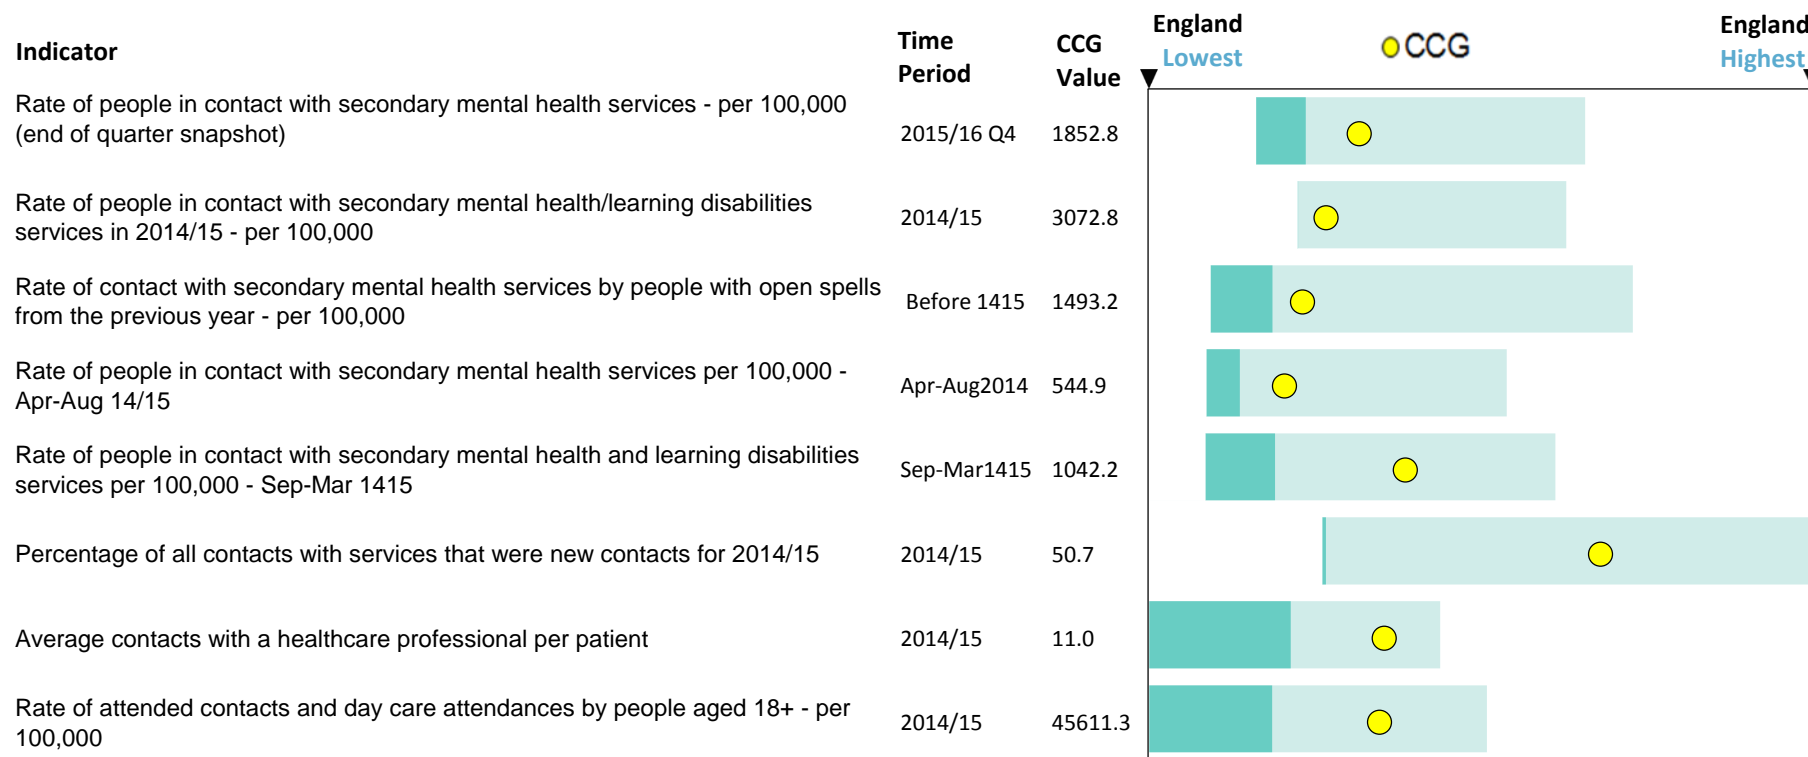 Indicator
Time Period
CCG Value
England Lowest
CCG
England Highest
Rate of people in contact with secondary mental health services - per 100,000
(end of quarter snapshot)
2015/16 Q4 1852.8
Rate of people in contact with secondary mental health/learning disabilities
services in 2014/15 - per 100,000
2014/15 3072.8
Rate of contact with secondary mental health services by people with open spells
from the previous year - per 100,000
Before 1415 1493.2
Rate of people in contact with secondary mental health services per 100,000 -
Apr-Aug 14/15
Apr-Aug2014 544.9
Rate of people in contact with secondary mental health and learning disabilities
services per 100,000 - Sep-Mar 1415
Sep-Mar1415 1042.2
Percentage of all contacts with services that were new contacts for 2014/15 2014/15 50.7
Average contacts with a healthcare professional per patient 2014/15 11.0
Rate of attended contacts and day care attendances by people aged 18+ - per
100,000
2014/15 45611.3